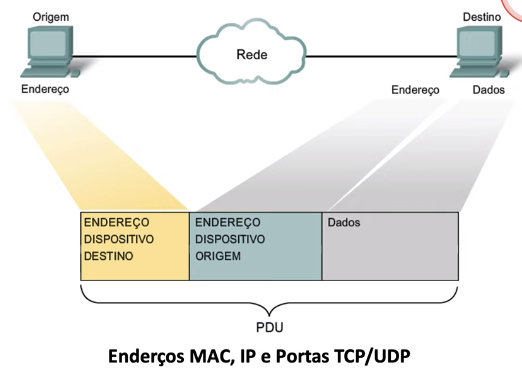 Origem
Destino
Rede
Endereço
Endereço
Dados
ENDEREÇO
DISPOSITIVO
DESTINO
ENDEREÇO
DISPOSITIVO
ORIGEM
Dados
PDU
Enderços MAC, IP e Portas TCP/UDP